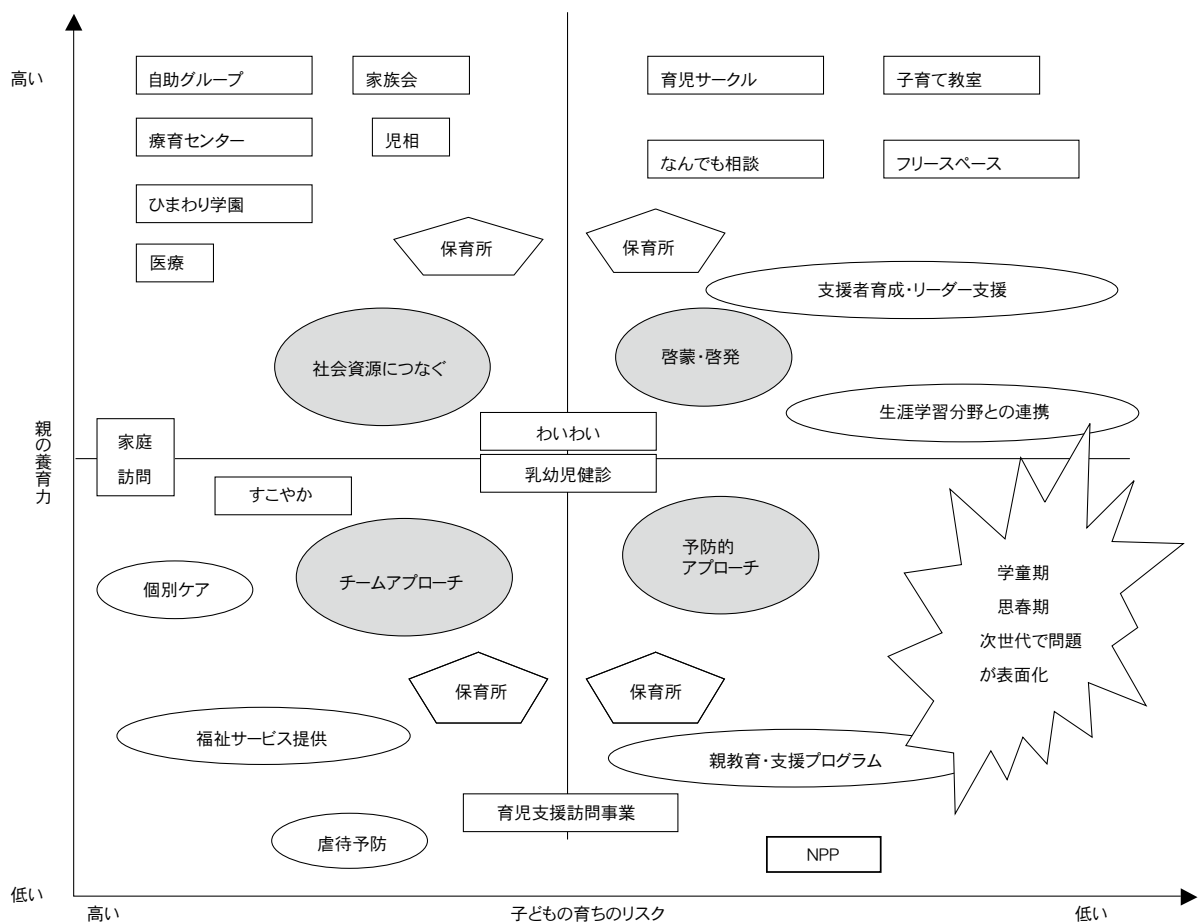 高い
自助グループ
家族会
育児サークル
子育て教室
療育センター
児相
なんでも相談
フリースペース
ひまわり学園
医療
保育所
保育所
支援者育成・リーダー支援
社会資源につなぐ
啓蒙・啓発
生涯学習分野との連携
親の養育力
家庭
訪問
わいわい
乳幼児健診
すこやか
個別ケア
チームアプローチ
予防的
アプローチ
学童期
思春期
次世代で問題
が表面化
保育所
保育所
福祉サービス提供
親教育・支援プログラム
育児支援訪問事業
虐待予防
NPP
低い
高い
子どもの育ちのリスク
低い